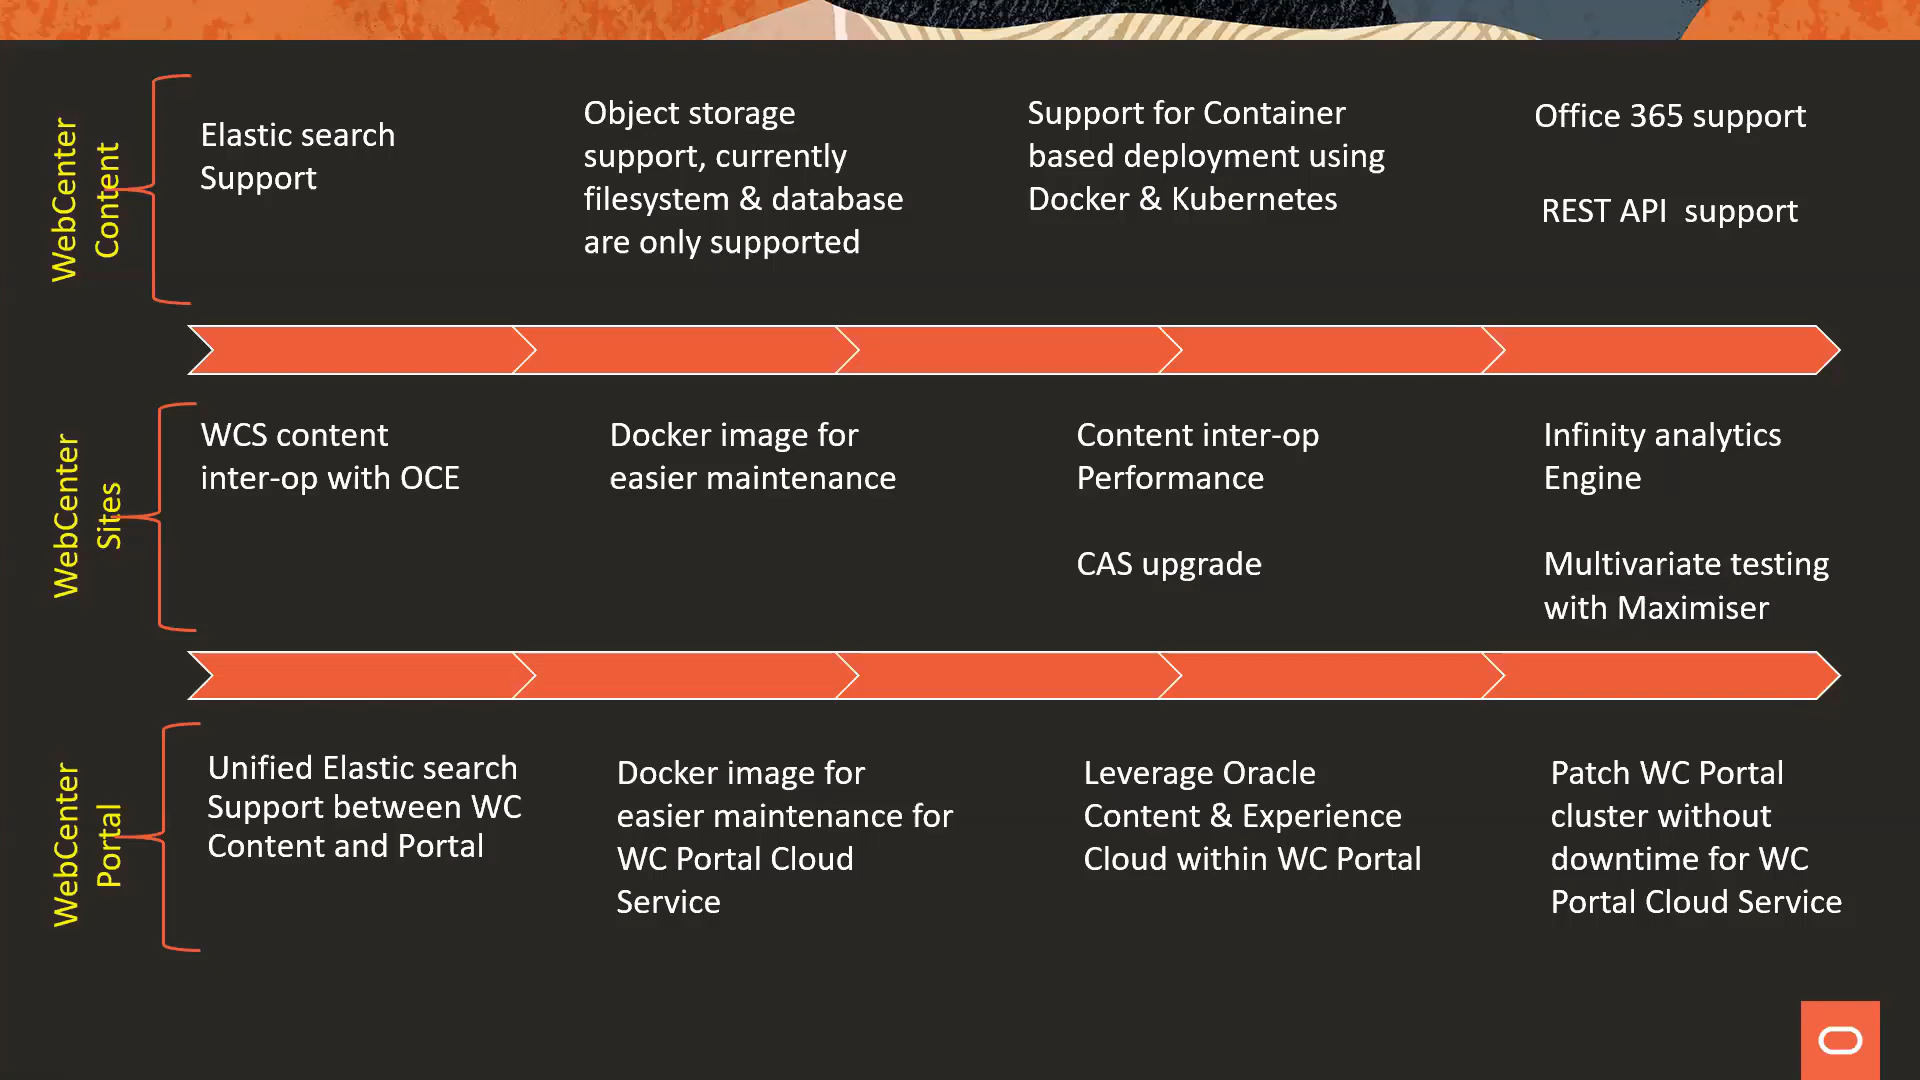 WebCenter
Content
Elastic search
Support
Object storage
support, currently
filesystem & database
are only supported
Support for Container
based deployment using
Docker & Kubernetes
Office 365 support
REST API  support
WebCenter
Sites
WCS content
inter-op with OCE
Docker image for
easier maintenance
Content inter-op
Performance
CAS upgrade
Infinity analytics
Engine
Multivariate testing
with Maximiser
WebCenter
Portal
Unified Elastic search
Support between WC
Content and Portal
Docker image for
easier maintenance for
WC Portal Cloud
Service
Leverage Oracle
Content & Experience
Cloud within WC Portal
Patch WC Portal
cluster without
downtime for WC
Portal Cloud Service